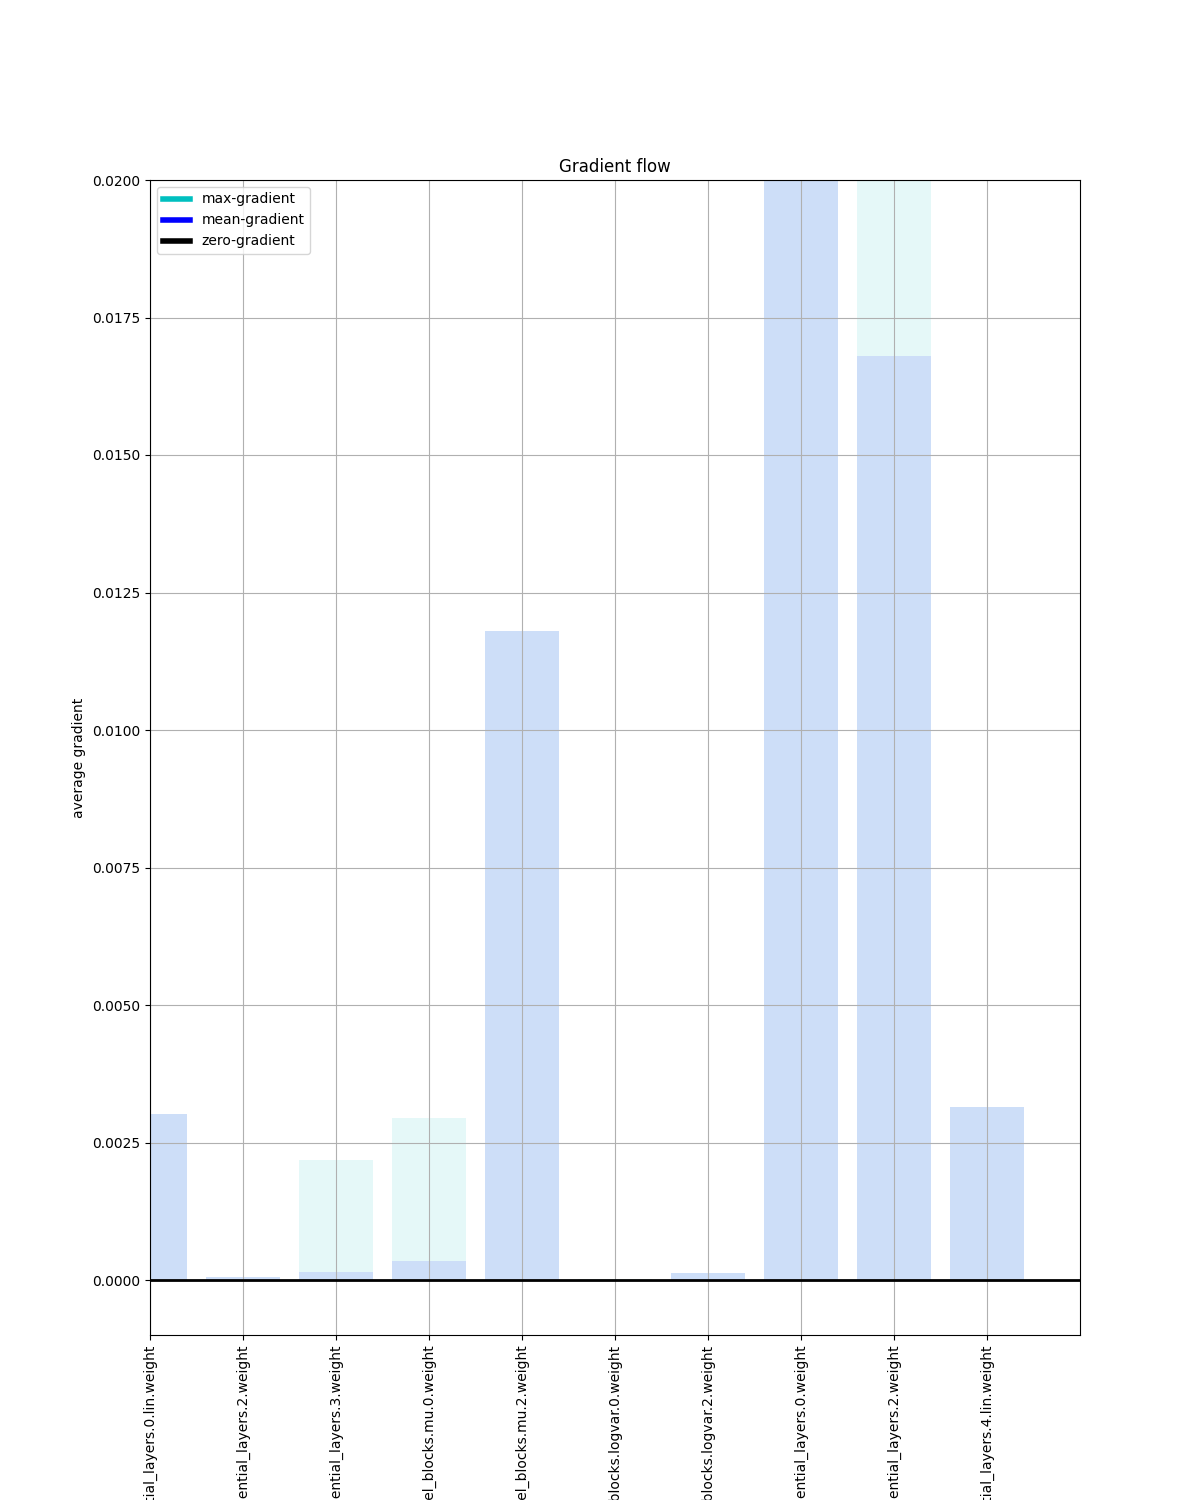 Gradient flow
max-gradient
mean-gradient
zero-gradient
0.0200
0.0175
0.0150
0.0125
0.0100
0.0075
0.0050
0.0025
0.0000
average gradient
tial_layers.0.lin.weight
ential_layers.2.weight
ential_layers.3.weight
el_blocks.mu.0.weight
el_blocks.mu.2.weight
blocks.logvar.0.weight
blocks.logvar.2.weight
ential_layers.0.weight
ential_layers.2.weight
tial_layers.4.lin.weight